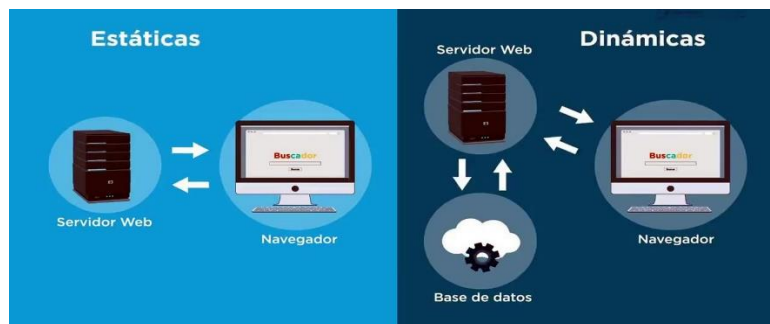 Estáticas
Buscador
Servidor Web
Navegador
Dinámicas
Servidor Web
Buscador
Navegador
Base de datos